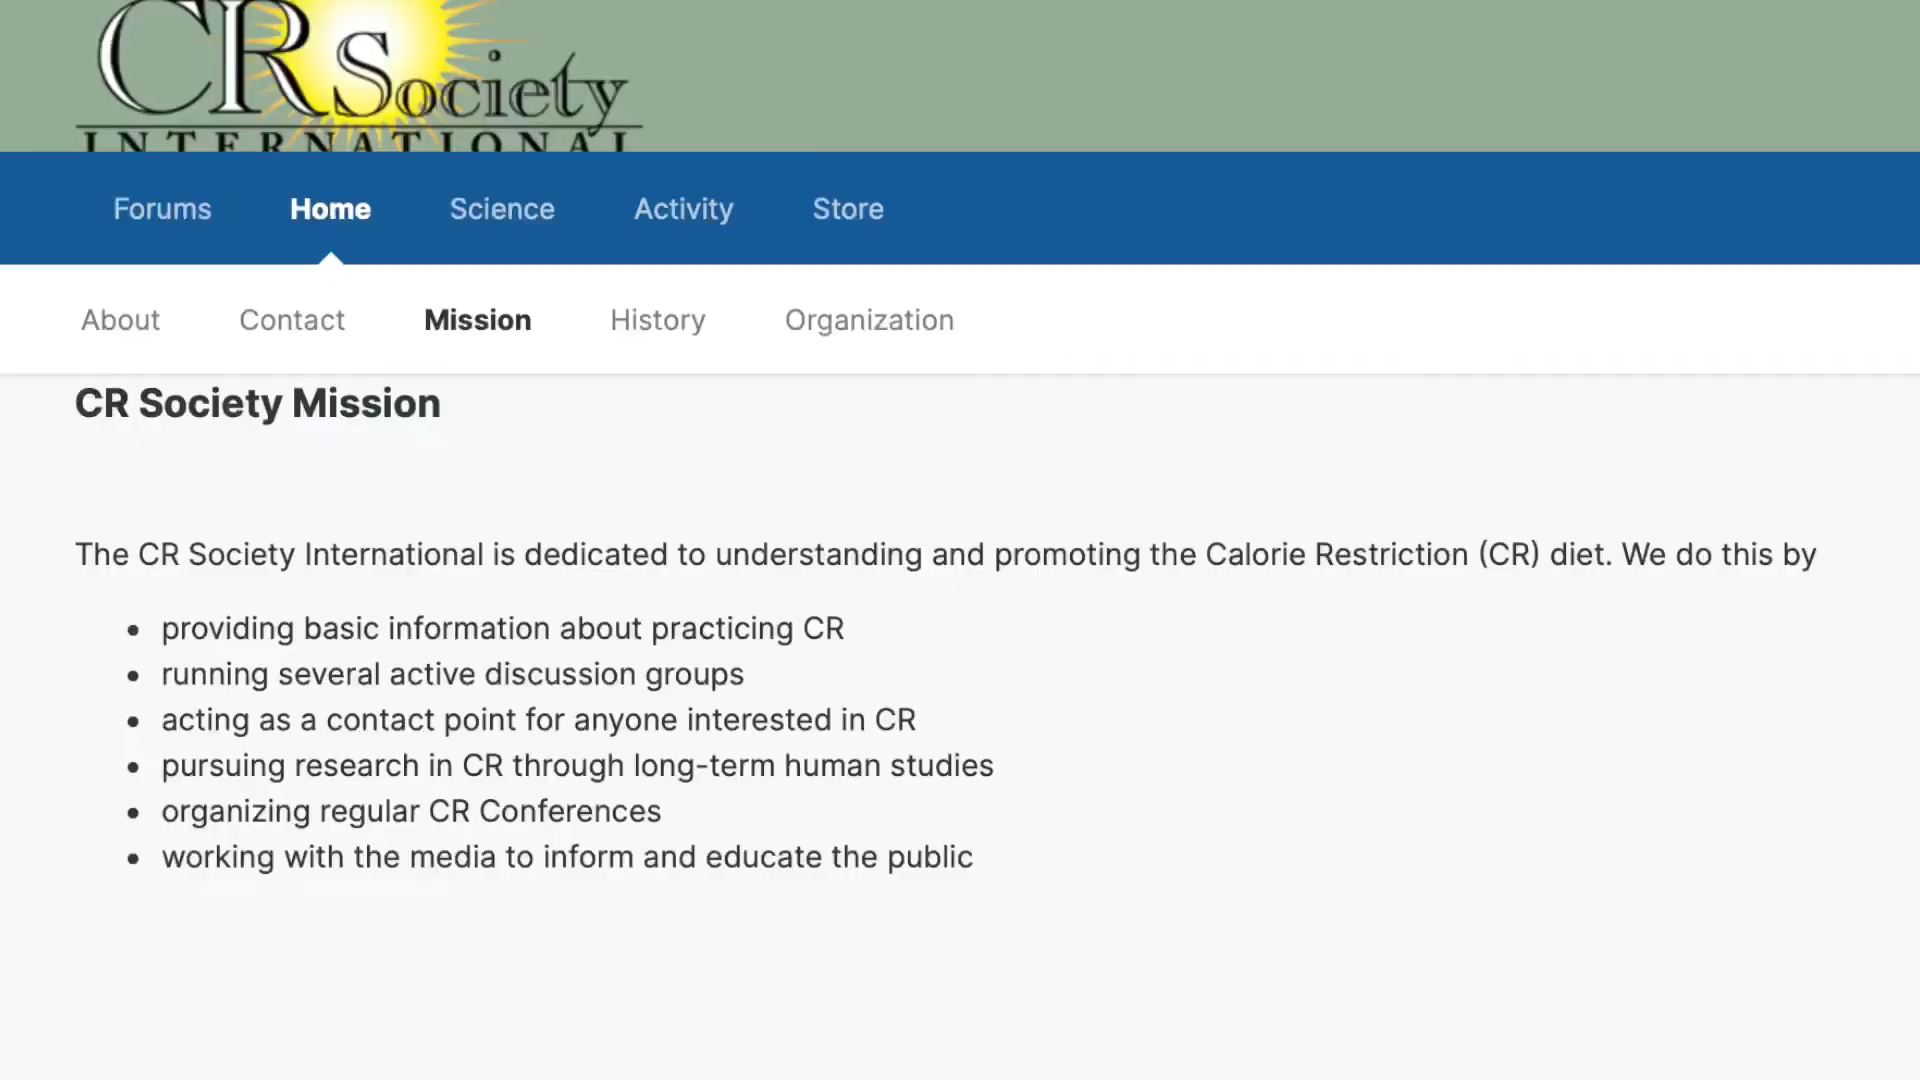 CR Society
INTERNATIONAL
Forums Home Science Activity Store
About Contact Mission History Organization
CR Society Mission
The CR Society International is dedicated to understanding and promoting the Calorie Restriction (CR) diet. We do this by
• providing basic information about practicing CR
• running several active discussion groups
• acting as a contact point for anyone interested in CR
• pursuing research in CR through long-term human studies
• organizing regular CR Conferences
• working with the media to inform and educate the public